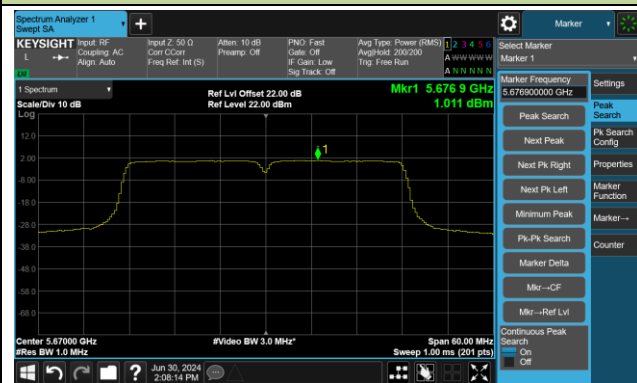 Spectrum Analyzer 1
Swept SA
Marker
KEYSIGHT Input: RF Input Z: 50 Ω Atten: 10 dB PNO: Fast Avg Type: Power (RMS) 1 2 3 4 5 6
L Coupling: AC Corr CCorr Preamp: Off Gate: Off Avg|Hold: 200/200 A W W W W W
Align: Auto Freq Ref: Int (S) IF Gain: Low Trig: Free Run
Sig Track: Off A N N N N N
Select Marker
Marker 1
1 Spectrum
Scale/Div 10 dB
Log
Ref Lvl Offset 22.00 dB
Ref Level 22.00 dBm
Mkr1 5.676 9 GHz
1.011 dBm
12.0
2.00
-8.00
-18.0
-28.0
-38.0
-48.0
-58.0
-68.0
1
Center 5.67000 GHz
#Res BW 1.0 MHz
#Video BW 3.0 MHz*
Span 60.00 MHz
Sweep 1.00 ms (201 pts)
Marker Frequency
5.676900000 GHz
Peak Search
Next Peak
Next Pk Right
Next Pk Left
Minimum Peak
Pk-Pk Search
Marker Delta
Mkr→CF
Mkr→Ref Lvl
Continuous Peak
Search
On
Off
Settings
Peak
Search
Pk Search
Config
Properties
Marker
Function
Marker→
Counter
Jun 30, 2024
2:08:14 PM